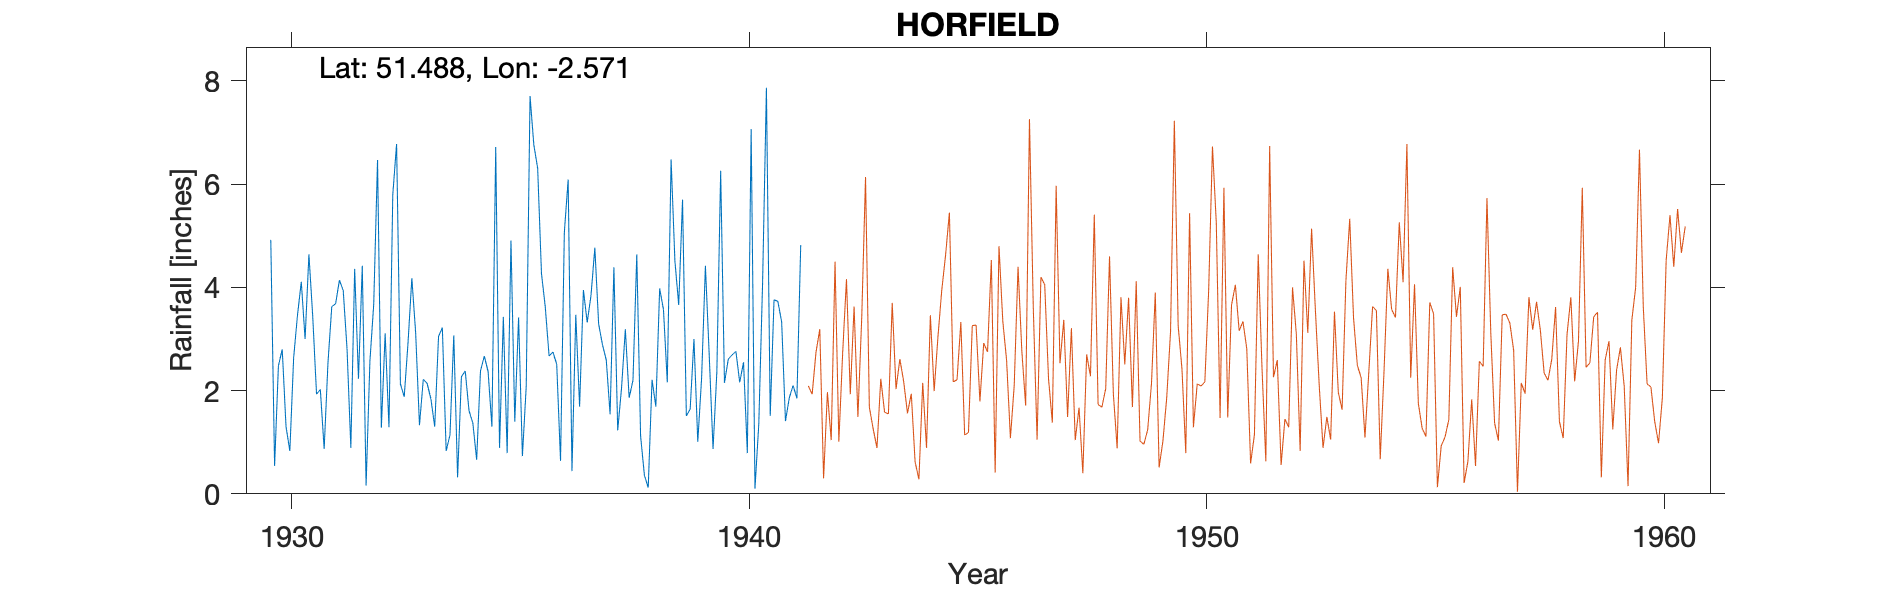 HORFIELD
Lat: 51.488, Lon: -2.571
Rainfall [inches]
8
6
4
2
0
1930 1940 1950 1960
Year